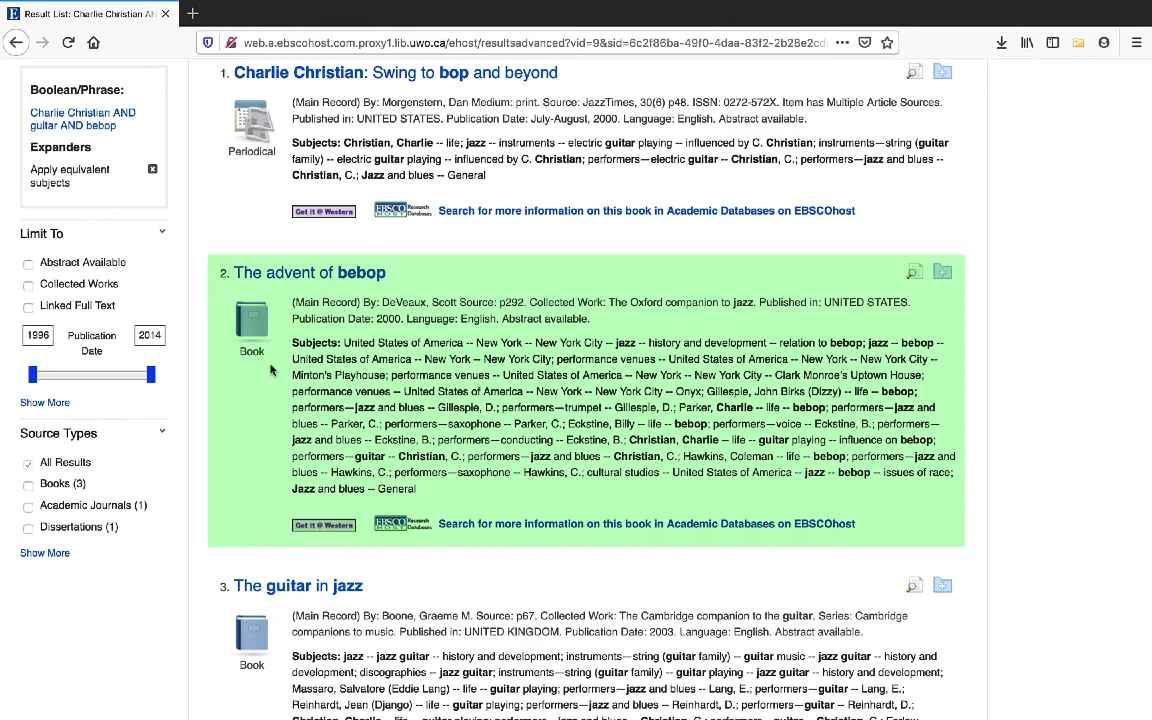 Result List: Charlie Christian AN
web.a.ebscohost.com.proxy1.lib.uwo.ca/ehost/resultsadvanced?vid=9&sid=6c2f86ba-49f0-4daa-83f2-2b28e2cd
Boolean/Phrase:
Charlie Christian AND
guitar AND bebop
Expanders
Apply equivalent
subjects
Limit To
Abstract Available
Collected Works
Linked Full Text
1996 Publication Date 2014
Show More
Source Types
All Results
Books (3)
Academic Journals (1)
Dissertations (1)
Show More
1. Charlie Christian: Swing to bop and beyond
Periodical
(Main Record) By: Morgenstern, Dan Medium: print. Source: JazzTimes, 30(6) p48. ISSN: 0272-572X. Item has Multiple Article Sources.
Published in: UNITED STATES. Publication Date: July-August, 2000. Language: English. Abstract available.
Subjects: Christian, Charlie -- life; jazz -- instruments -- electric guitar playing -- influenced by C. Christian; instruments—string (guitar
family) -- electric guitar playing -- influenced by C. Christian; performers—electric guitar -- Christian, C.; performers—jazz and blues --
Christian, C.; Jazz and blues -- General
Get it @ Western EBSCO HOST Research Databases Search for more information on this book in Academic Databases on EBSCOhost
2. The advent of bebop
Book
(Main Record) By: DeVeaux, Scott Source: p292. Collected Work: The Oxford companion to jazz. Published in: UNITED STATES.
Publication Date: 2000. Language: English. Abstract available.
Subjects: United States of America -- New York -- New York City -- jazz -- history and development -- relation to bebop; jazz -- bebop --
United States of America -- New York -- New York City; performance venues -- United States of America -- New York -- New York City --
Minton's Playhouse; performance venues -- United States of America -- New York -- New York City -- Clark Monroe's Uptown House;
performance venues -- United States of America -- New York -- New York City -- Onyx; Gillespie, John Birks (Dizzy) -- life -- bebop;
performers—jazz and blues -- Gillespie, D.; performers—trumpet -- Gillespie, D.; Parker, Charlie -- life -- bebop; performers—jazz and
blues -- Parker, C.; performers—saxophone -- Parker, C.; Eckstine, Billy -- life -- bebop; performers—voice -- Eckstine, B.; performers—
jazz and blues -- Eckstine, B.; performers—conducting -- Eckstine, B.; Christian, Charlie -- life -- guitar playing -- influence on bebop;
performers—guitar -- Christian, C.; performers—jazz and blues -- Christian, C.; Hawkins, Coleman -- life -- bebop; performers—jazz and
blues -- Hawkins, C.; performers—saxophone -- Hawkins, C.; cultural studies -- United States of America -- jazz -- bebop -- issues of race;
Jazz and blues -- General
Get it @ Western EBSCO HOST Research Databases Search for more information on this book in Academic Databases on EBSCOhost
3. The guitar in jazz
Book
(Main Record) By: Boone, Graeme M. Source: p67. Collected Work: The Cambridge companion to the guitar. Series: Cambridge
companions to music. Published in: UNITED KINGDOM. Publication Date: 2003. Language: English. Abstract available.
Subjects: jazz -- jazz guitar -- history and development; instruments—string (guitar family) -- guitar music -- jazz guitar -- history and
development; discographies -- jazz guitar; instruments—string (guitar family) -- guitar playing -- jazz guitar -- history and development;
Massaro, Salvatore (Eddie Lang) -- life -- guitar playing; performers—jazz and blues -- Lang, E.; performers—guitar -- Lang, E.;
Reinhardt, Jean (Django) -- life -- guitar playing; performers—jazz and blues -- Reinhardt, D.; performers—guitar -- Reinhardt, D.;